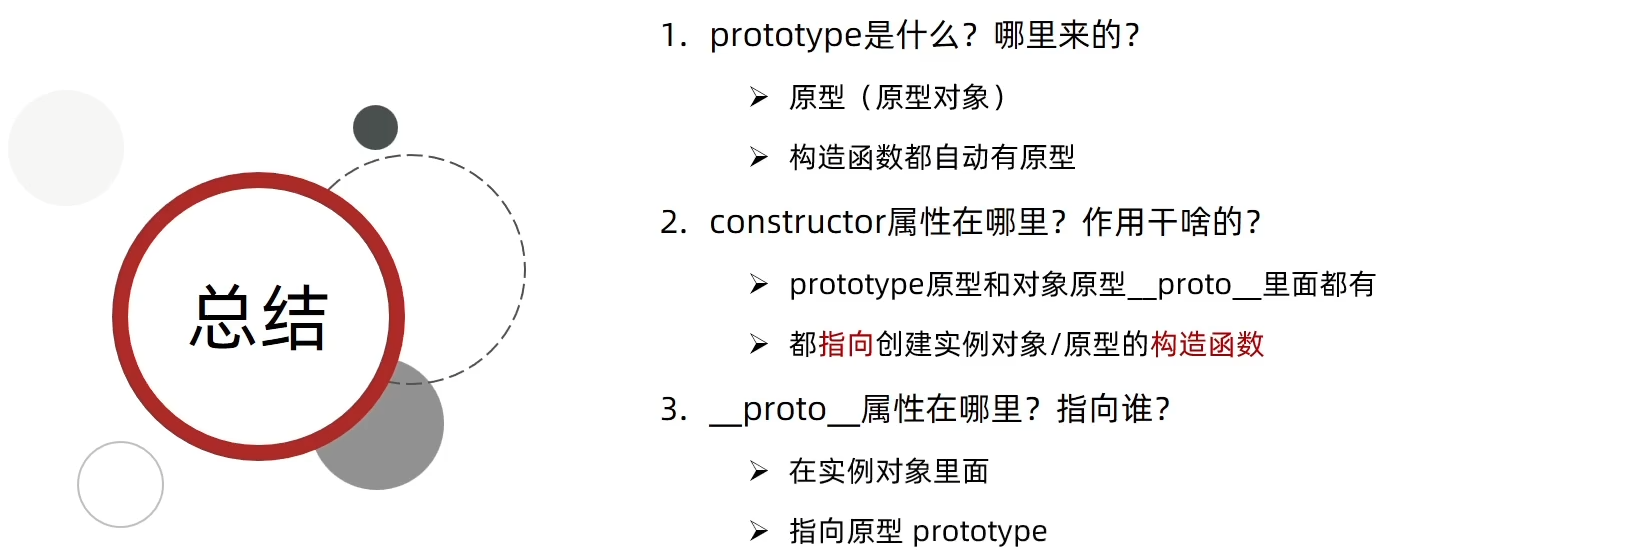 总结
1. prototype是什么？哪里来的？
➢ 原型（原型对象）
➢ 构造函数都自动有原型
2. constructor属性在哪里？作用干啥的？
➢ prototype原型和对象原型__proto__里面都有
➢ 都指向创建实例对象/原型的构造函数
3. __proto__属性在哪里？指向谁？
➢ 在实例对象里面
➢ 指向原型 prototype